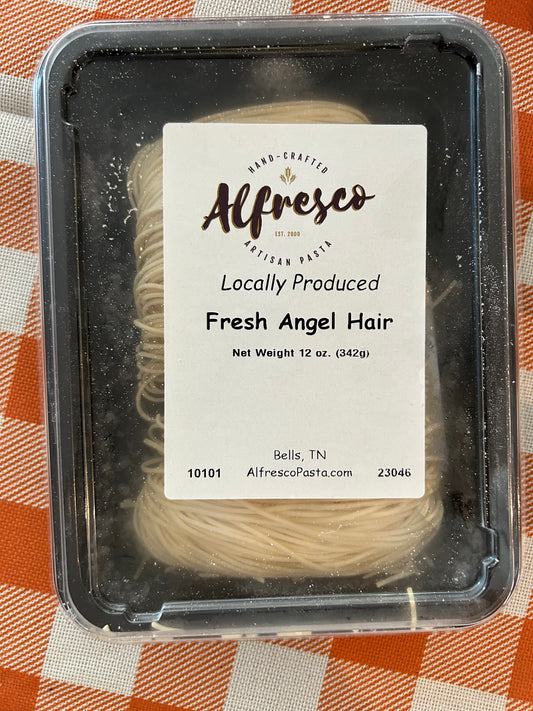 HAND-CRAFTED
Alfresco
EST. 2000
ARTISAN PASTA
Locally Produced
Fresh Angel Hair
Net Weight 12 oz. (342g)
Bells, TN
10101 AlfrescoPasta.com 23046